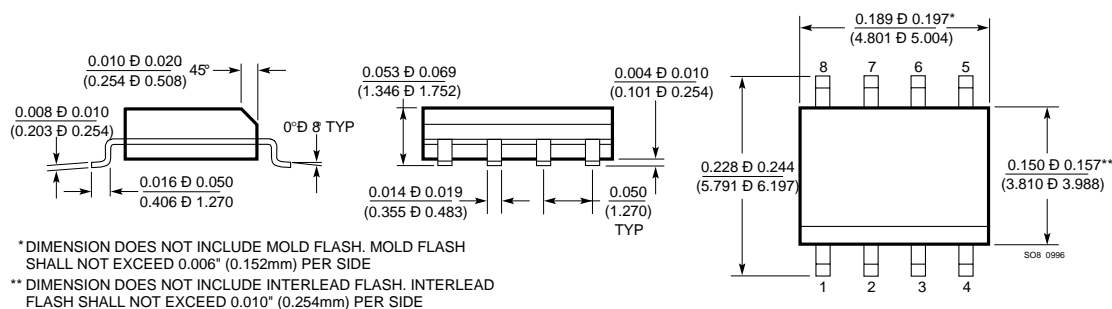 0.010 Ð 0.020
(0.254 Ð 0.508)
45°
0.008 Ð 0.010
(0.203 Ð 0.254)
0°Ð 8° TYP
0.016 Ð 0.050
0.406 Ð 1.270
0.053 Ð 0.069
(1.346 Ð 1.752)
0.004 Ð 0.010
(0.101 Ð 0.254)
0.014 Ð 0.019
(0.355 Ð 0.483)
0.050
(1.270)
TYP
0.189 Ð 0.197*
(4.801 Ð 5.004)
8 7 6 5
0.228 Ð 0.244
(5.791 Ð 6.197)
0.150 Ð 0.157**
(3.810 Ð 3.988)
SO8 0996
1 2 3 4
*DIMENSION DOES NOT INCLUDE MOLD FLASH. MOLD FLASH
SHALL NOT EXCEED 0.006" (0.152mm) PER SIDE
** DIMENSION DOES NOT INCLUDE INTERLEAD FLASH. INTERLEAD
FLASH SHALL NOT EXCEED 0.010" (0.254mm) PER SIDE